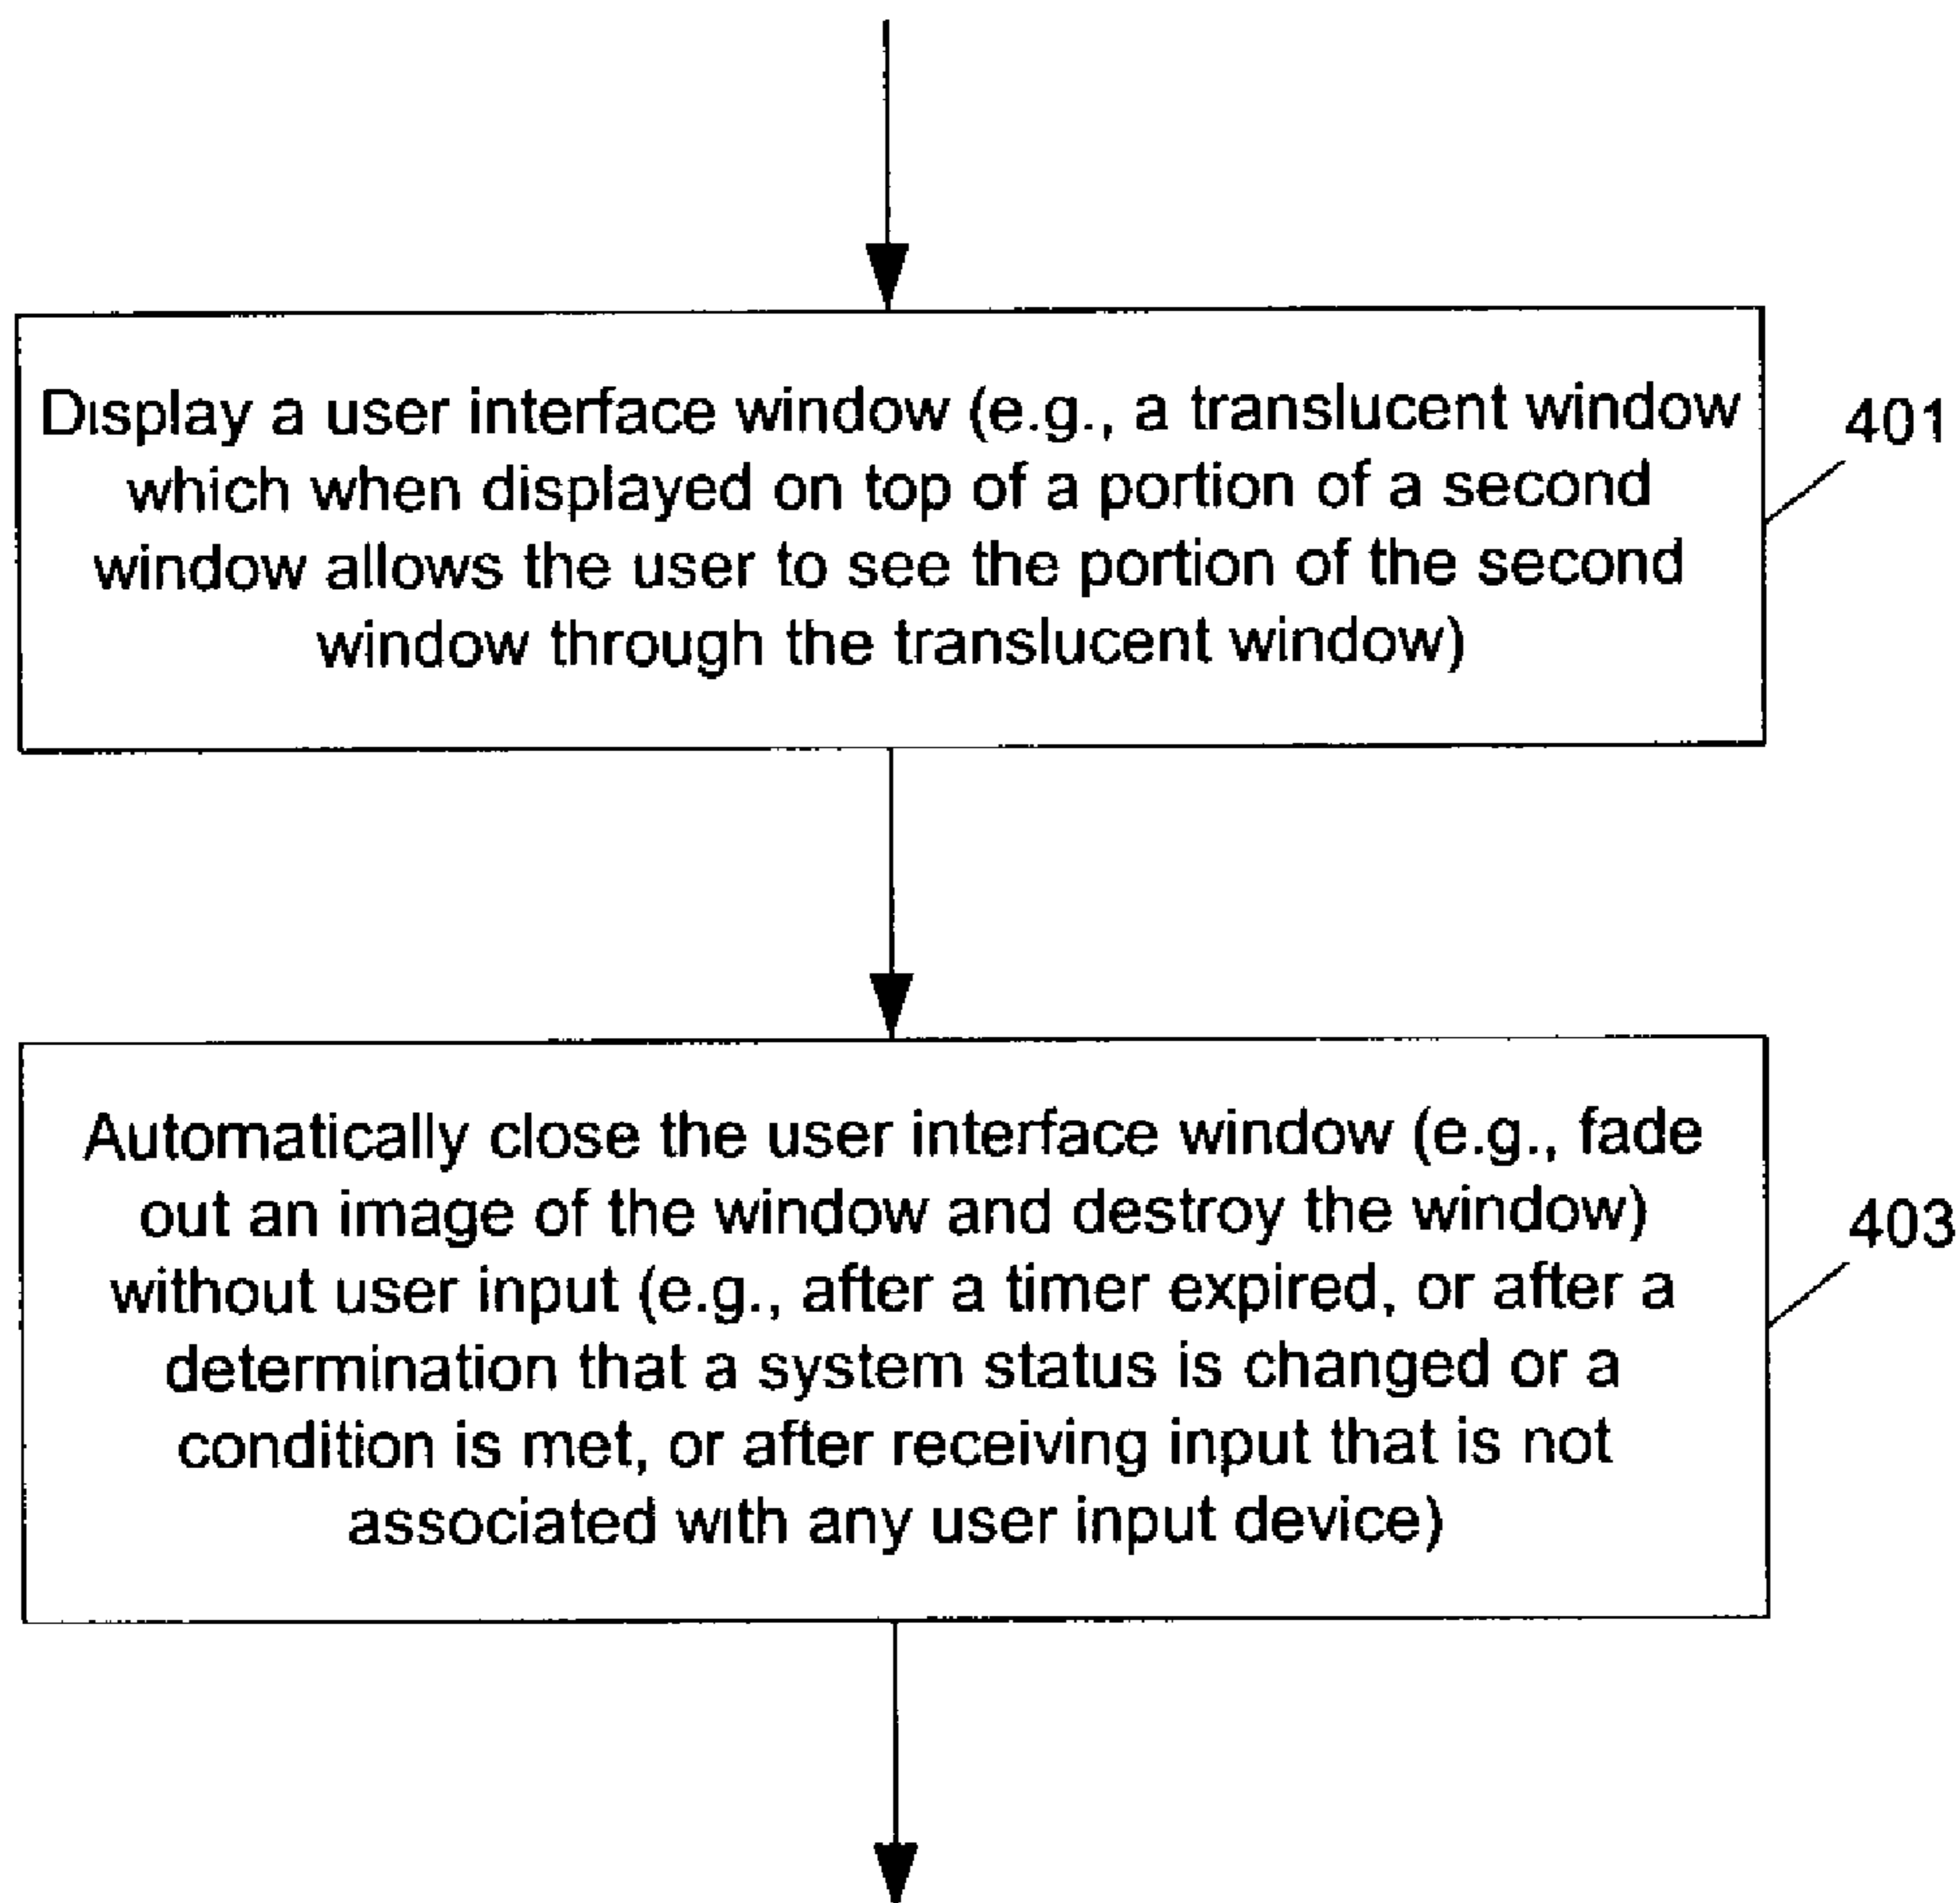 Display a user interface window (e.g., a translucent window
which when displayed on top of a portion of a second
window allows the user to see the portion of the second
window through the translucent window)
401
Automatically close the user interface window (e.g., fade
out an image of the window and destroy the window)
without user input (e.g., after a timer expired, or after a
determination that a system status is changed or a
condition is met, or after receiving input that is not
associated with any user input device)
403